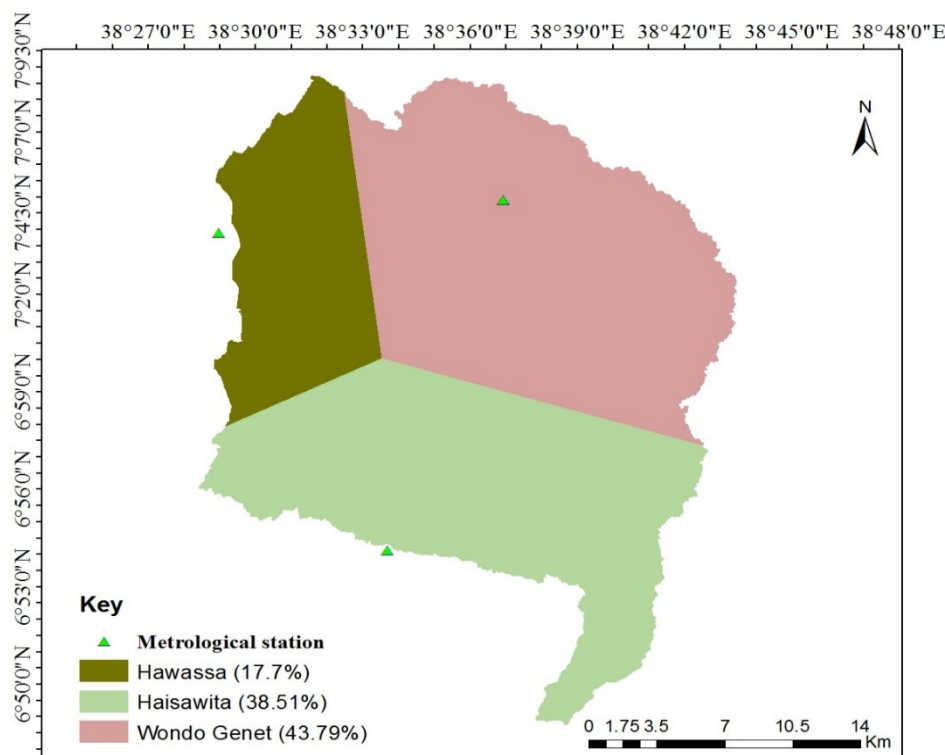 38°27'0"E 38°30'0"E 38°33'0"E 38°36'0"E 38°39'0"E 38°42'0"E 38°45'0"E 38°48'0"E
7°9'30"N
7°7'0"N
7°4'30"N
7°2'0"N
6°59'0"N
6°56'0"N
6°53'0"N
6°50'0"N
N
Key
Metrological station
Hawassa (17.7%)
Haisawita (38.51%)
Wondo Genet (43.79%)
0 1.75 3.5 7 10.5 14
Km